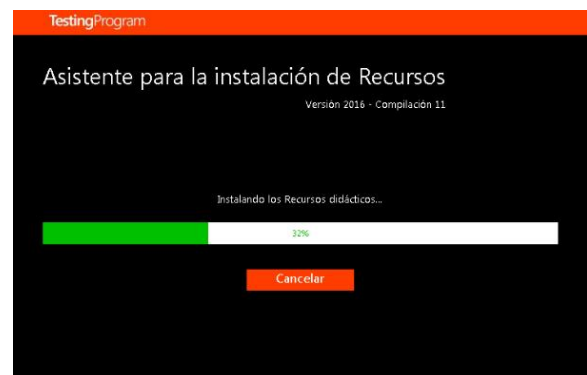 TestingProgram
Asistente para la instalación de Recursos
Versión 2016 - Compilación 11
Instalando los Recursos didácticos...
32%
Cancelar